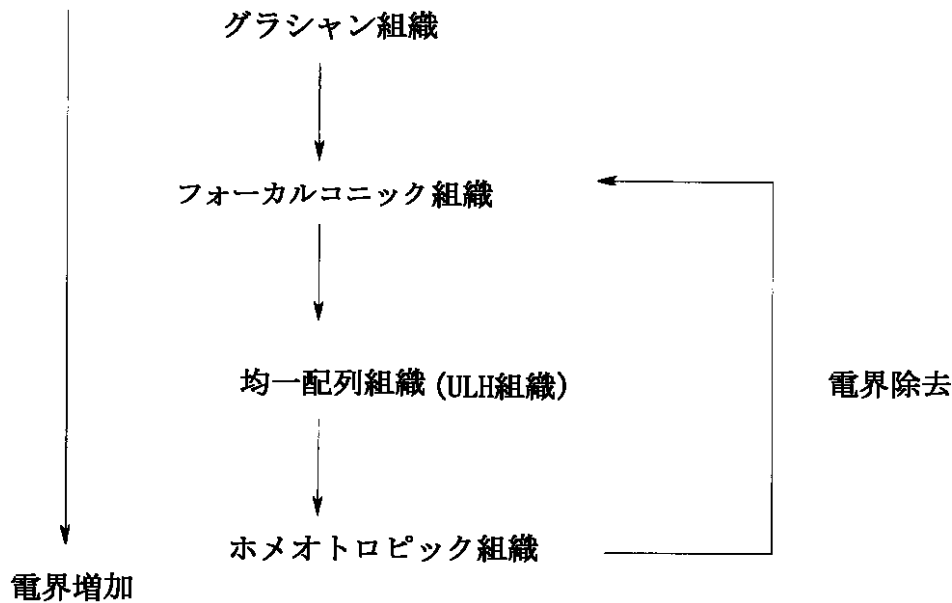 グラシャン組織
フォーカルコニック組織
均一配列組織(ULH組織)
電界除去
ホメオトロピック組織
電界増加